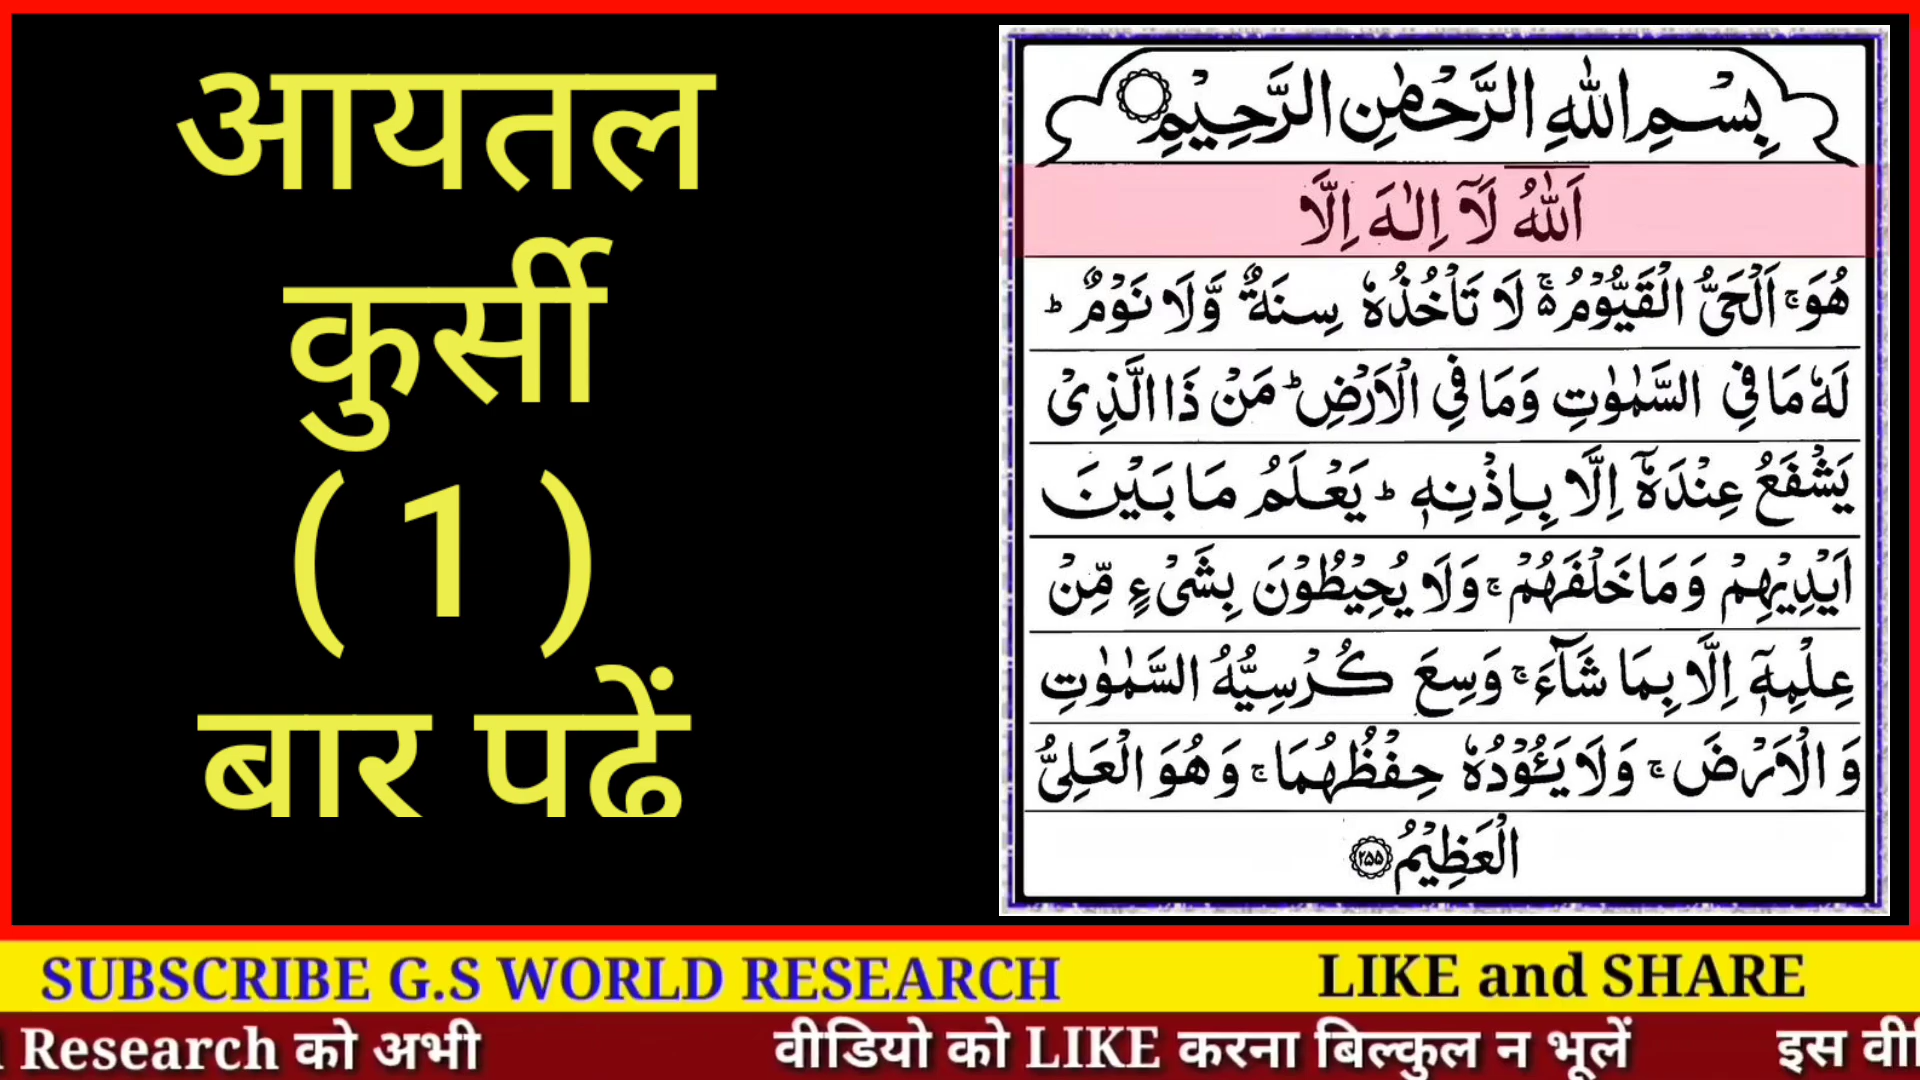 आयतल
कुर्सी
( 1 )
बार पढें
بِسْمِ اللّٰهِ الرَّحْمٰنِ الرَّحِيْمِ
اَللّٰهُ لَاۤ اِلٰهَ اِلَّا
هُوَ ۚ اَلْحَیُّ الْقَیُّوْمُ ۚ۬ لَا تَاْخُذُهٗ سِنَةٌ وَّلَا نَوْمٌ ؕ
لَهٗ مَا فِی السَّمٰوٰتِ وَمَا فِی الْاَرْضِ ؕ مَنْ ذَا الَّذِیْ
یَشْفَعُ عِنْدَهٗۤ اِلَّا بِاِذْنِهٖ ؕ یَعْلَمُ مَا بَیْنَ
اَیْدِیْهِمْ وَمَا خَلْفَهُمْ ۚ وَلَا یُحِیْطُوْنَ بِشَیْءٍ مِّنْ
عِلْمِهٖۤ اِلَّا بِمَا شَآءَ ۚ وَسِعَ كُرْسِیُّهُ السَّمٰوٰتِ
وَ الْاَرْضَ ۚ وَلَا یَئُوْدُهٗ حِفْظُهُمَا ۚ وَهُوَ الْعَلِیُّ
الْعَظِیْمُ ۝۲۵۵
SUBSCRIBE G.S WORLD RESEARCH LIKE and SHARE
Research को अभी वीडियो को LIKE करना बिल्कुल न भूलें इस